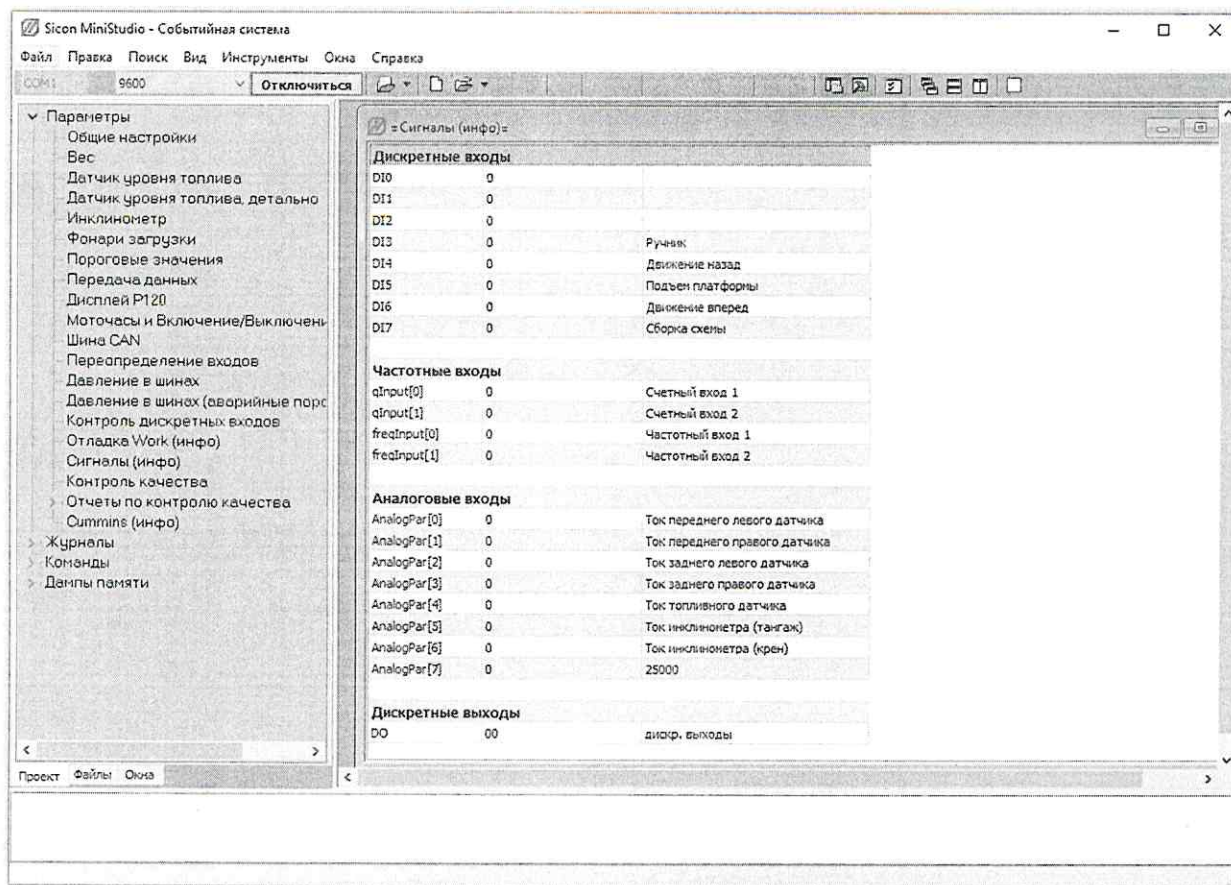 Sicon MiniStudio - Событийная система
Файл Правка Поиск Вид Инструменты Окна Справка
COM1 9600 Отключиться
Параметры
Общие настройки
Вес
Датчик уровня топлива
Датчик уровня топлива, детально
Инклинометр
Фонари загрузки
Пороговые значения
Передача данных
Дисплей P120
Моточасы и Включение/Выключени
Шина CAN
Переопределение входов
Давление в шинах
Давление в шинах (аварийные поро
Контроль дискретных входов
Отладка Work (инфо)
Сигналы (инфо)
Контроль качества
Отчеты по контролю качества
Cummins (инфо)
Журналы
Команды
Дампы памяти
Проект Файлы Окна
=Сигналы (инфо)=
Дискретные входы
DI0 0
DI1 0
DI2 0
DI3 0 Ручник
DI4 0 Движение назад
DI5 0 Подъем платформы
DI6 0 Движение вперед
DI7 0 Сборка схемы
Частотные входы
qInput[0] 0 Счетный вход 1
qInput[1] 0 Счетный вход 2
freqInput[0] 0 Частотный вход 1
freqInput[1] 0 Частотный вход 2
Аналоговые входы
AnalogPar[0] 0 Ток переднего левого датчика
AnalogPar[1] 0 Ток переднего правого датчика
AnalogPar[2] 0 Ток заднего левого датчика
AnalogPar[3] 0 Ток заднего правого датчика
AnalogPar[4] 0 Ток топливного датчика
AnalogPar[5] 0 Ток инклинометра (тангаж)
AnalogPar[6] 0 Ток инклинометра (крен)
AnalogPar[7] 0 25000
Дискретные выходы
DO 00 дискр. выходы